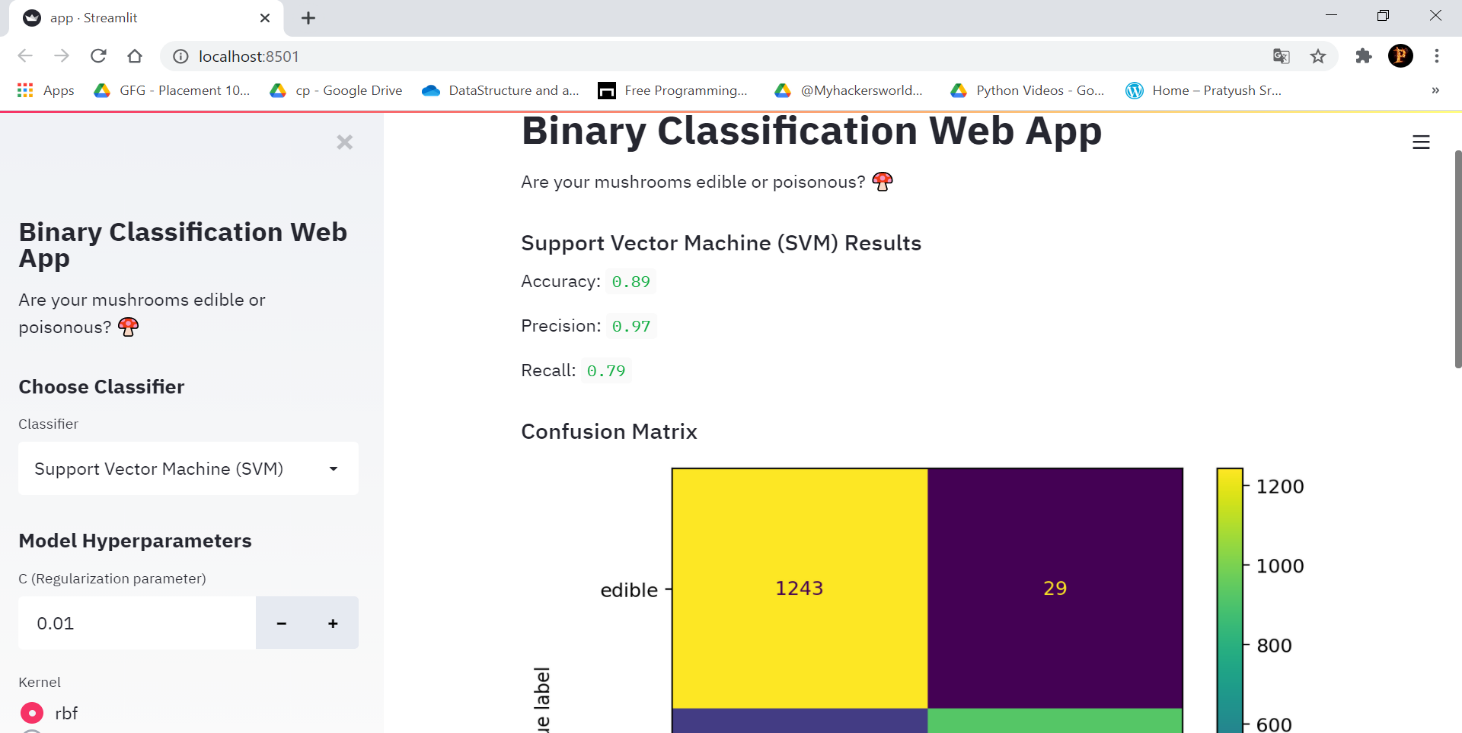 app · Streamlit
localhost:8501
Apps
GFG - Placement 10...
cp - Google Drive
DataStructure and a...
Free Programming...
@Myhackersworld...
Python Videos - Go...
Home – Pratyush Sr...
»
Binary Classification Web
App
Are your mushrooms edible or
poisonous? 🍄
Choose Classifier
Classifier
Support Vector Machine (SVM)
Model Hyperparameters
C (Regularization parameter)
0.01
Kernel
rbf
Binary Classification Web App
Are your mushrooms edible or poisonous? 🍄
Support Vector Machine (SVM) Results
Accuracy: 0.89
Precision: 0.97
Recall: 0.79
Confusion Matrix
edible
1243
29
label
1200
1000
800
600